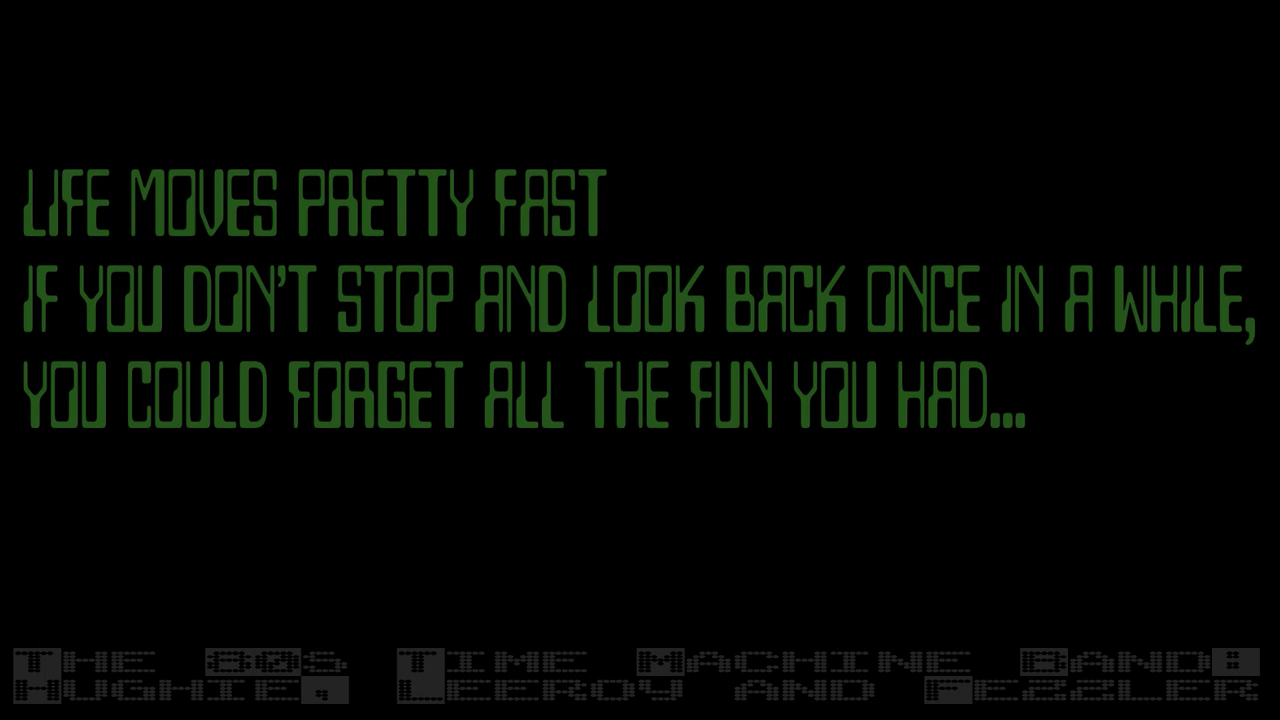 LIFE MOVES PRETTY FAST
IF YOU DON'T STOP AND LOOK BACK ONCE IN A WHILE,
YOU COULD FORGET ALL THE FUN YOU HAD...
THE 80S TIME MACHINE BAND:
HUGHIE, LEEROY AND FEZZLER